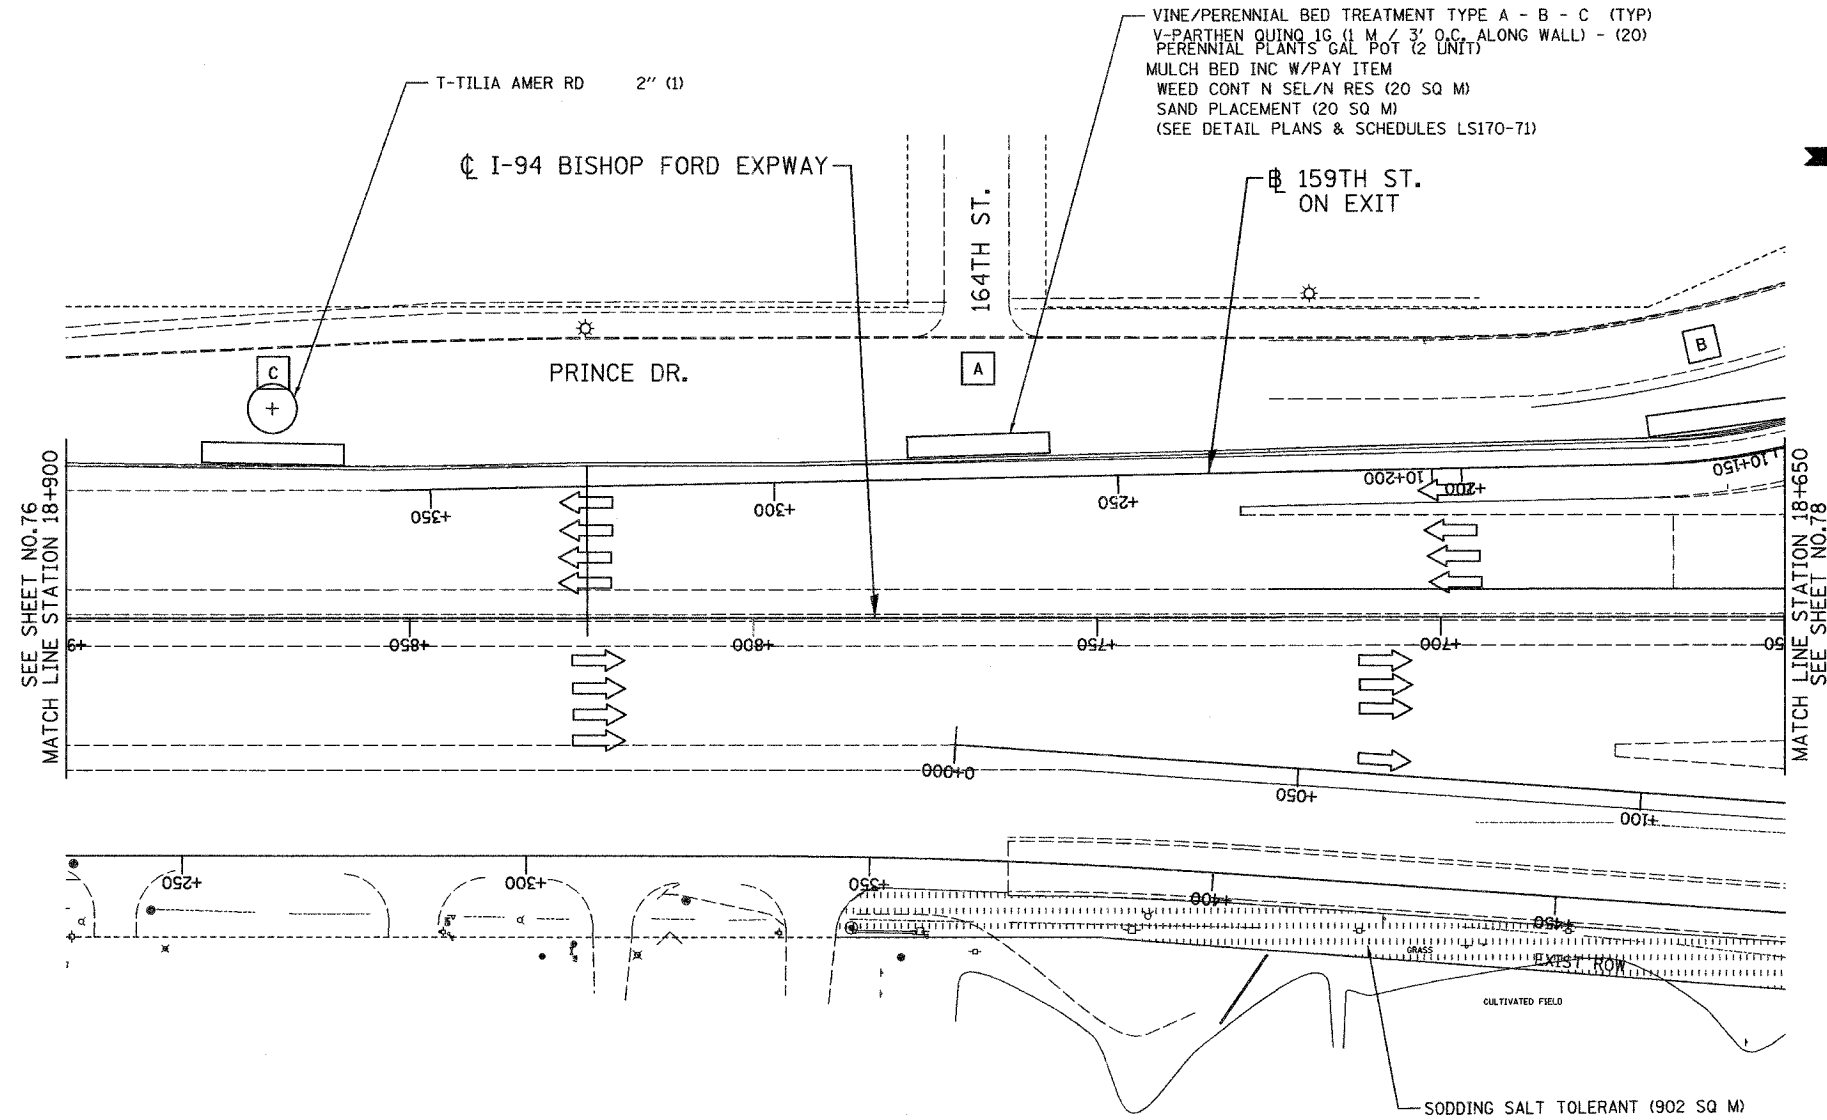 VINE/PERENNIAL BED TREATMENT TYPE A - B - C (TYP)
V-PARTHEN QUINQ 1G (1 M / 3' O.C. ALONG WALL) - (20)
PERENNIAL PLANTS GAL POT (2 UNIT)
MULCH BED INC W/PAY ITEM
WEED CONT N SEL/N RES (20 SQ M)
SAND PLACEMENT (20 SQ M)
(SEE DETAIL PLANS & SCHEDULES LS170-71)
T-TILIA AMER RD 2" (1)
℄ I-94 BISHOP FORD EXPWAY
BL 159TH ST.
ON EXIT
164TH ST.
PRINCE DR.
C
A
B
SEE SHEET NO.76
MATCH LINE STATION 18+900
MATCH LINE STATION 18+650
SEE SHEET NO.78
+350
+300
+250
10+200
+200
10+150
+9
+850
+800
+750
+700
50
0+000
+050
+100
+250
+300
+350
+400
+450
GRASS
EXIST ROW
CULTIVATED FIELD
SODDING SALT TOLERANT (902 SQ M)